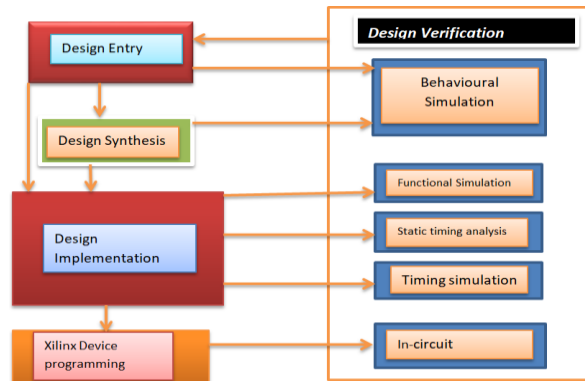 Design Entry
Design Synthesis
Design
Implementation
Xilinx Device
programming
Design Verification
Behavioural
Simulation
Functional Simulation
Static timing analysis
Timing simulation
In-circuit